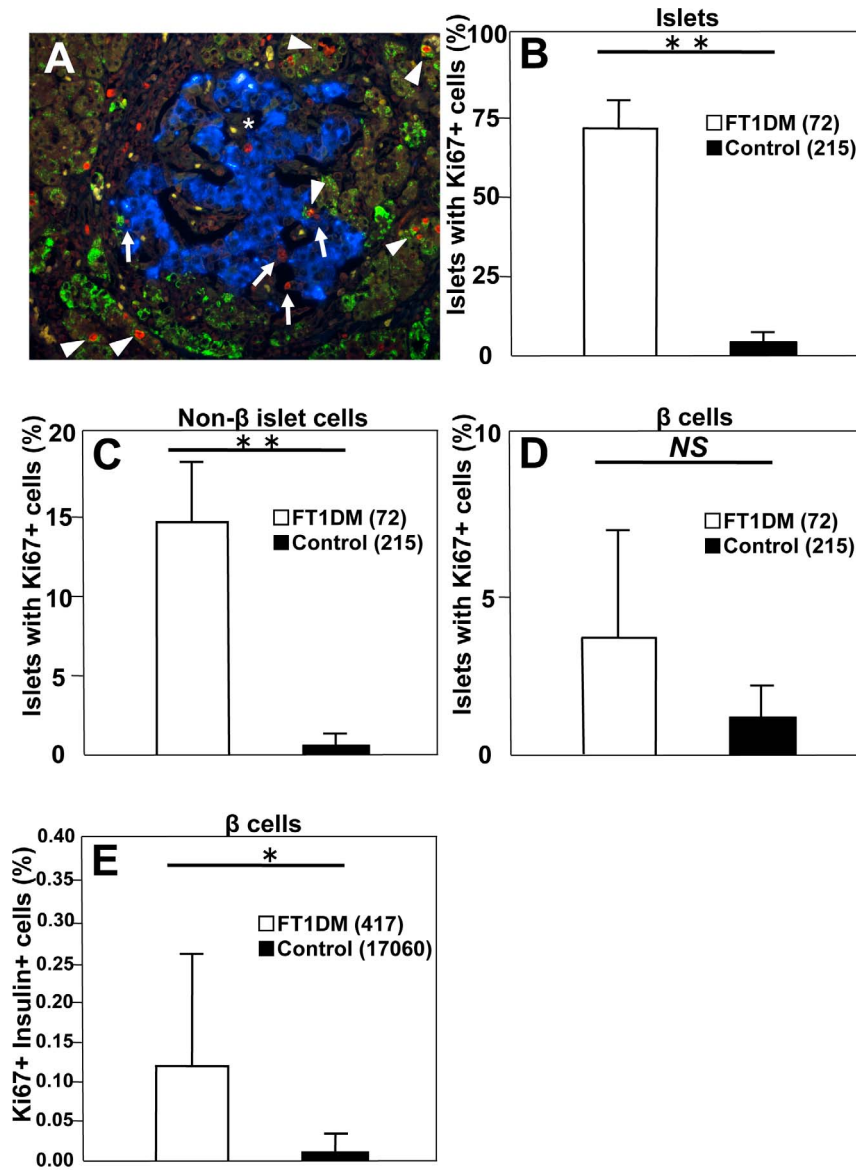 A
*
B
Islets
Islets with Ki67+ cells (%)
100
75
50
25
0
* *
FT1DM (72)
Control (215)
C
Non-β islet cells
Islets with Ki67+ cells (%)
20
15
10
5
0
* *
FT1DM (72)
Control (215)
D
β cells
Islets with Ki67+ cells (%)
10
5
0
NS
FT1DM (72)
Control (215)
E
β cells
Ki67+ Insulin+ cells (%)
0.40
0.35
0.30
0.25
0.20
0.15
0.10
0.05
0.00
*
FT1DM (417)
Control (17060)